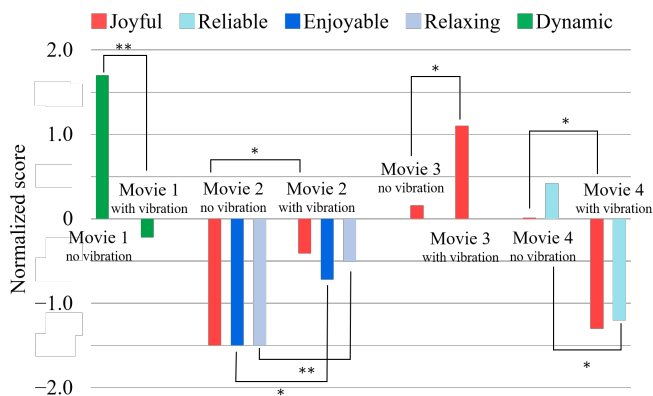 Joyful Reliable Enjoyable Relaxing Dynamic
2.0
**
*
*
1.0
*
Movie 3
no vibration
Movie 1
with vibration
Movie 2
no vibration
Movie 2
with vibration
Movie 4
with vibration
0
Movie 1
no vibration
Movie 3
with vibration
Movie 4
no vibration
Normalized score
−1.0
**
*
*
−2.0